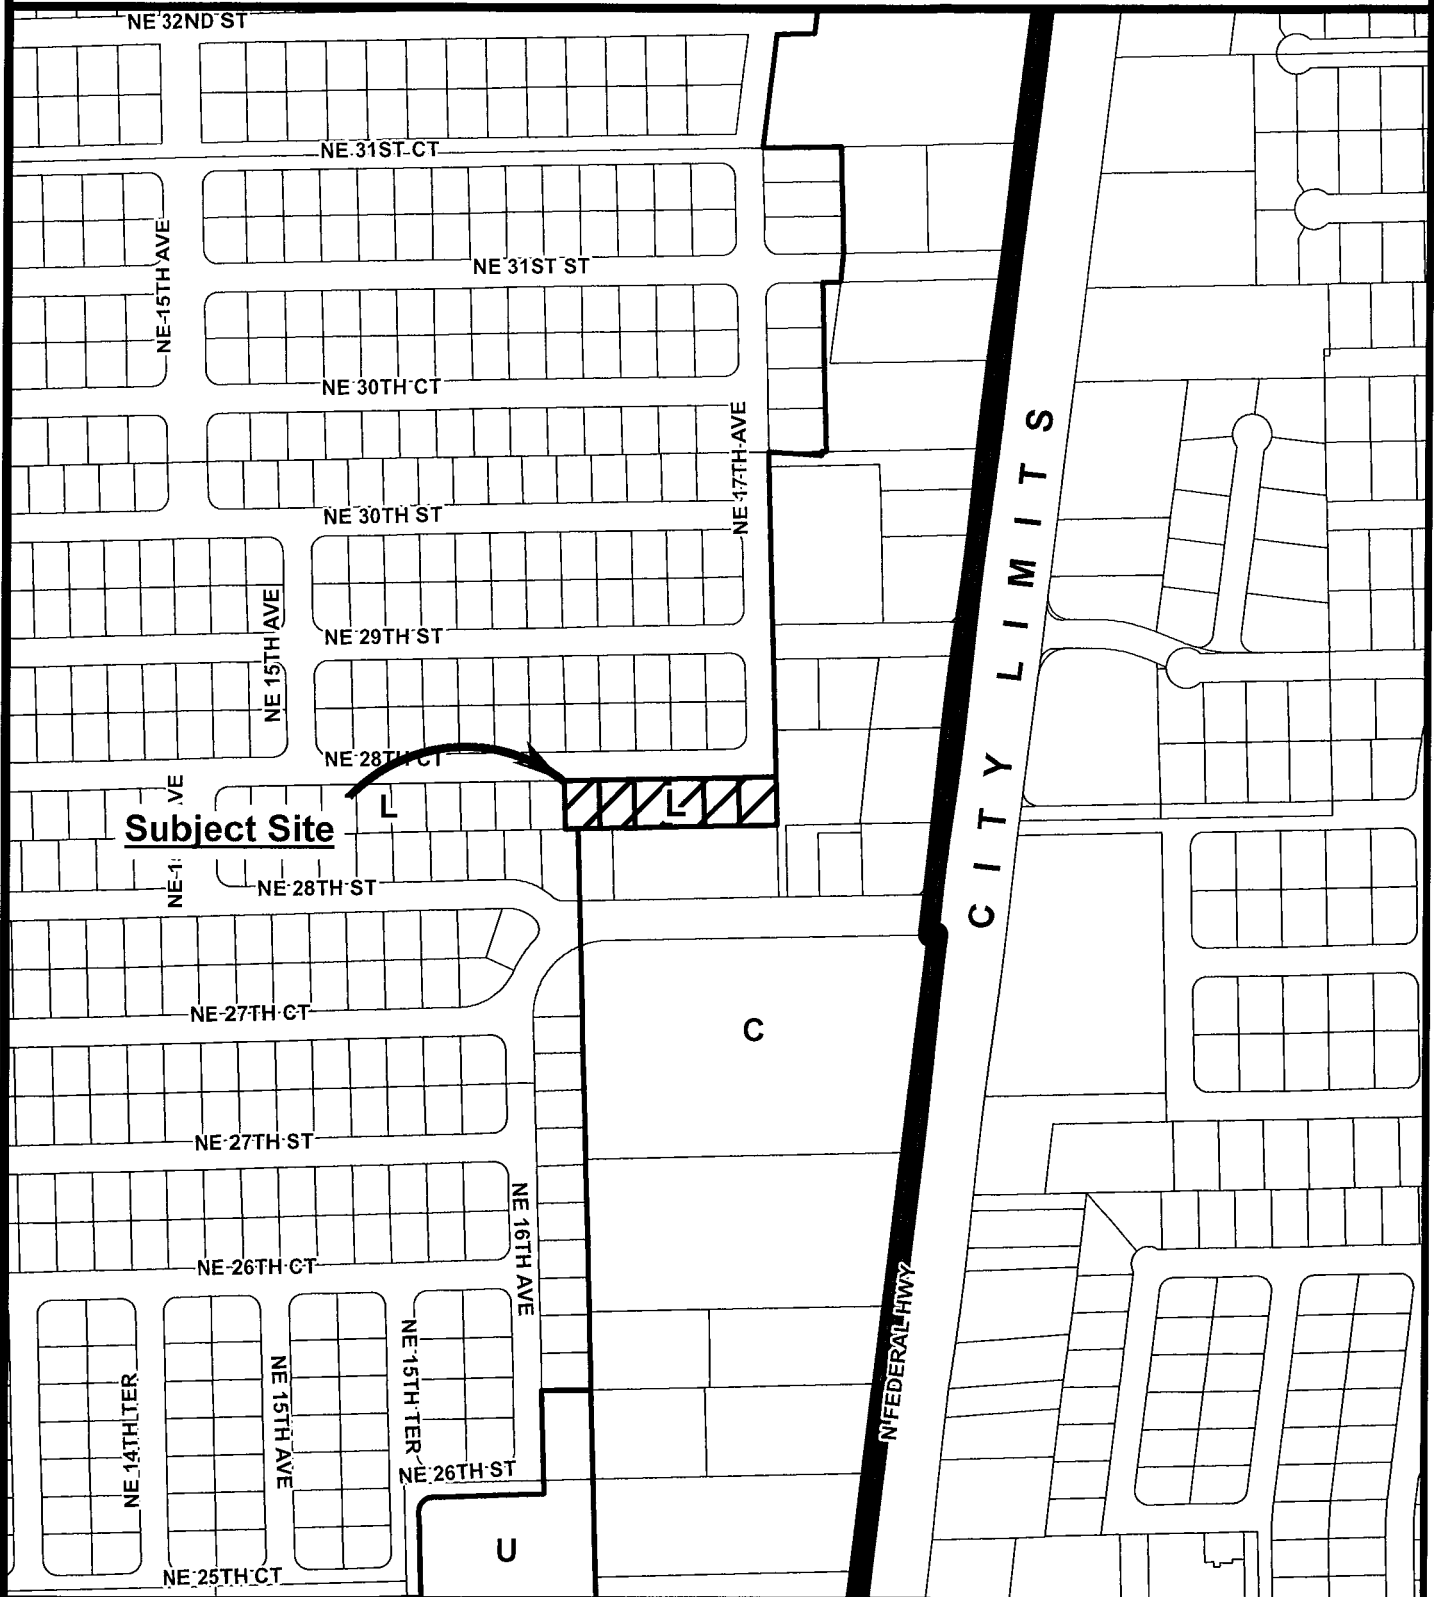 NE 32ND ST
NE 31ST CT
NE 15TH AVE
NE 31ST ST
NE 30TH CT
NE 17TH AVE
CITY LIMITS
NE 30TH ST
NE 29TH ST
NE 15TH AVE
NE 28TH CT
L
L
Subject Site
NE 28TH ST
NE 27TH CT
C
NE 27TH ST
NE 16TH AVE
NE 26TH CT
N FEDERAL HWY
NE 14TH TER
NE 15TH AVE
NE 15TH TER
NE 26TH ST
U
NE 25TH CT